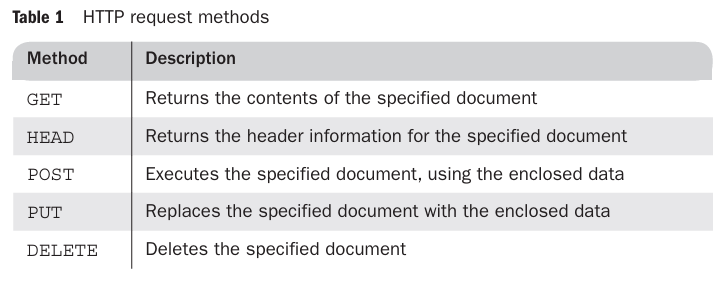 Table 1 HTTP request methods
Method Description
GET Returns the contents of the specified document
HEAD Returns the header information for the specified document
POST Executes the specified document, using the enclosed data
PUT Replaces the specified document with the enclosed data
DELETE Deletes the specified document